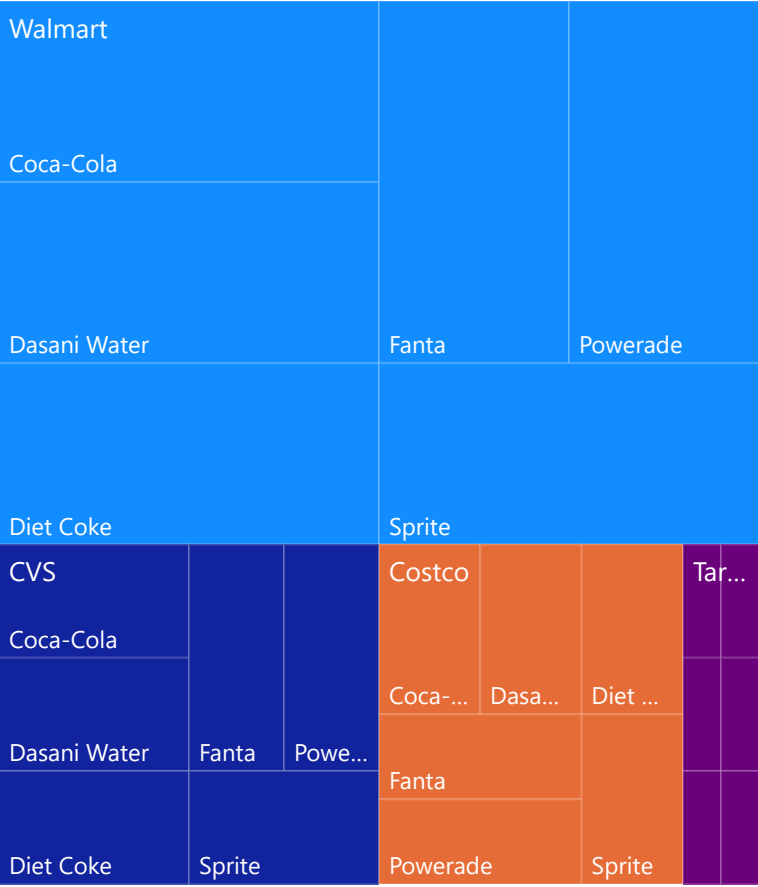 Walmart
Coca-Cola
Dasani Water
Fanta
Powerade
Diet Coke
Sprite
CVS
Coca-Cola
Dasani Water
Fanta
Powe...
Diet Coke
Sprite
Costco
Coca-...
Dasa...
Diet ...
Fanta
Powerade
Sprite
Tar...